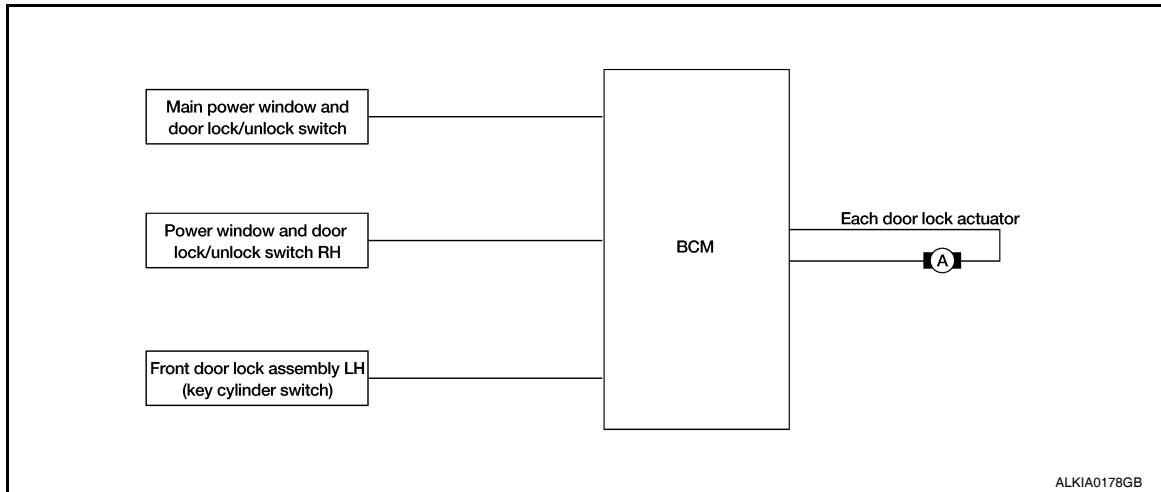 Main power window and
door lock/unlock switch
Power window and door
lock/unlock switch RH
Front door lock assembly LH
(key cylinder switch)
BCM
Each door lock actuator
A
ALKIA0178GB